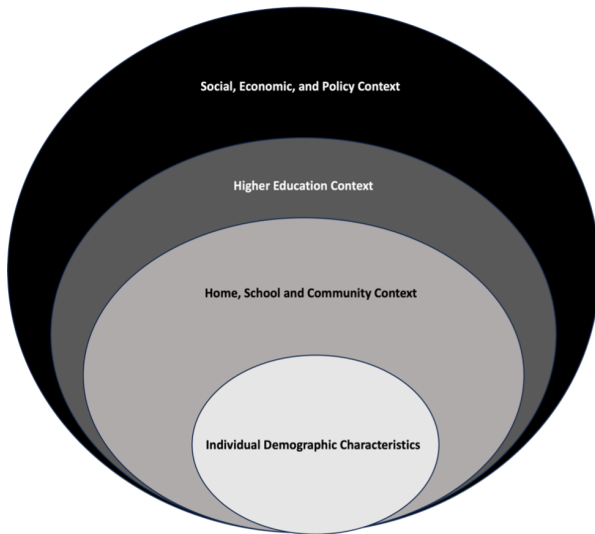 Social, Economic, and Policy Context
Higher Education Context
Home, School and Community Context
Individual Demographic Characteristics